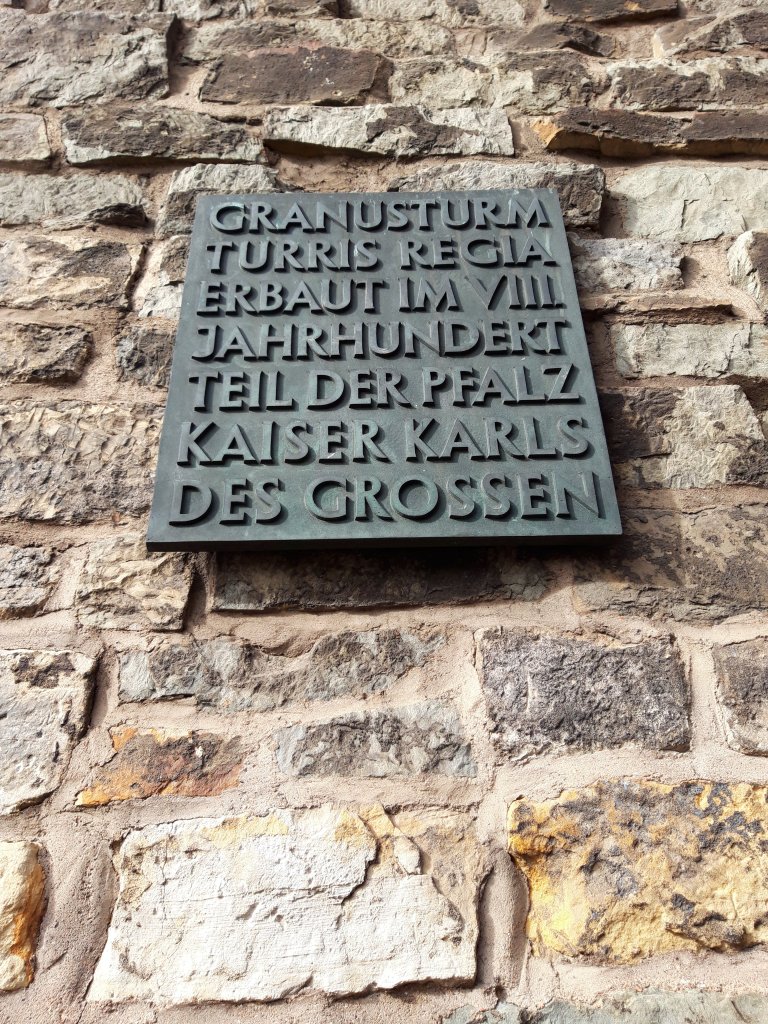 GRANUSTURM
TURRIS REGIA
ERBAUT IM VIII.
JAHRHUNDERT
TEIL DER PFALZ
KAISER KARLS
DES GROSSEN